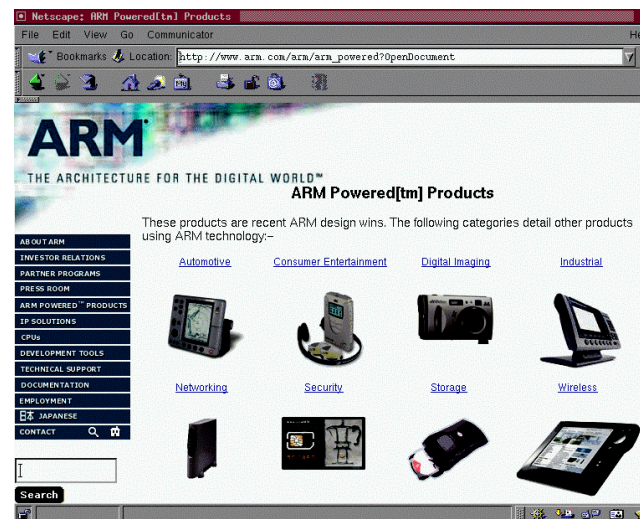 Netscape: ARM Powered[tm] Products
File Edit View Go Communicator He
Bookmarks Location: http://www.arm.com/arm/arm_powered?OpenDocument
ARM
THE ARCHITECTURE FOR THE DIGITAL WORLD™
ARM Powered[tm] Products
These products are recent ARM design wins. The following categories detail other products
using ARM technology:–
ABOUT ARM
INVESTOR RELATIONS
PARTNER PROGRAMS
PRESS ROOM
ARM POWERED™ PRODUCTS
IP SOLUTIONS
CPUs
DEVELOPMENT TOOLS
TECHNICAL SUPPORT
DOCUMENTATION
EMPLOYMENT
日本 JAPANESE
CONTACT
Search
Automotive Consumer Entertainment Digital Imaging Industrial
Networking Security Storage Wireless